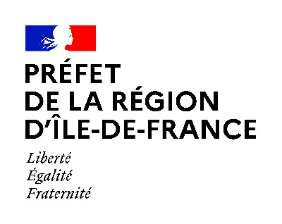 PRÉFET
DE LA RÉGION
D'ÎLE-DE-FRANCE
Liberté
Égalité
Fraternité